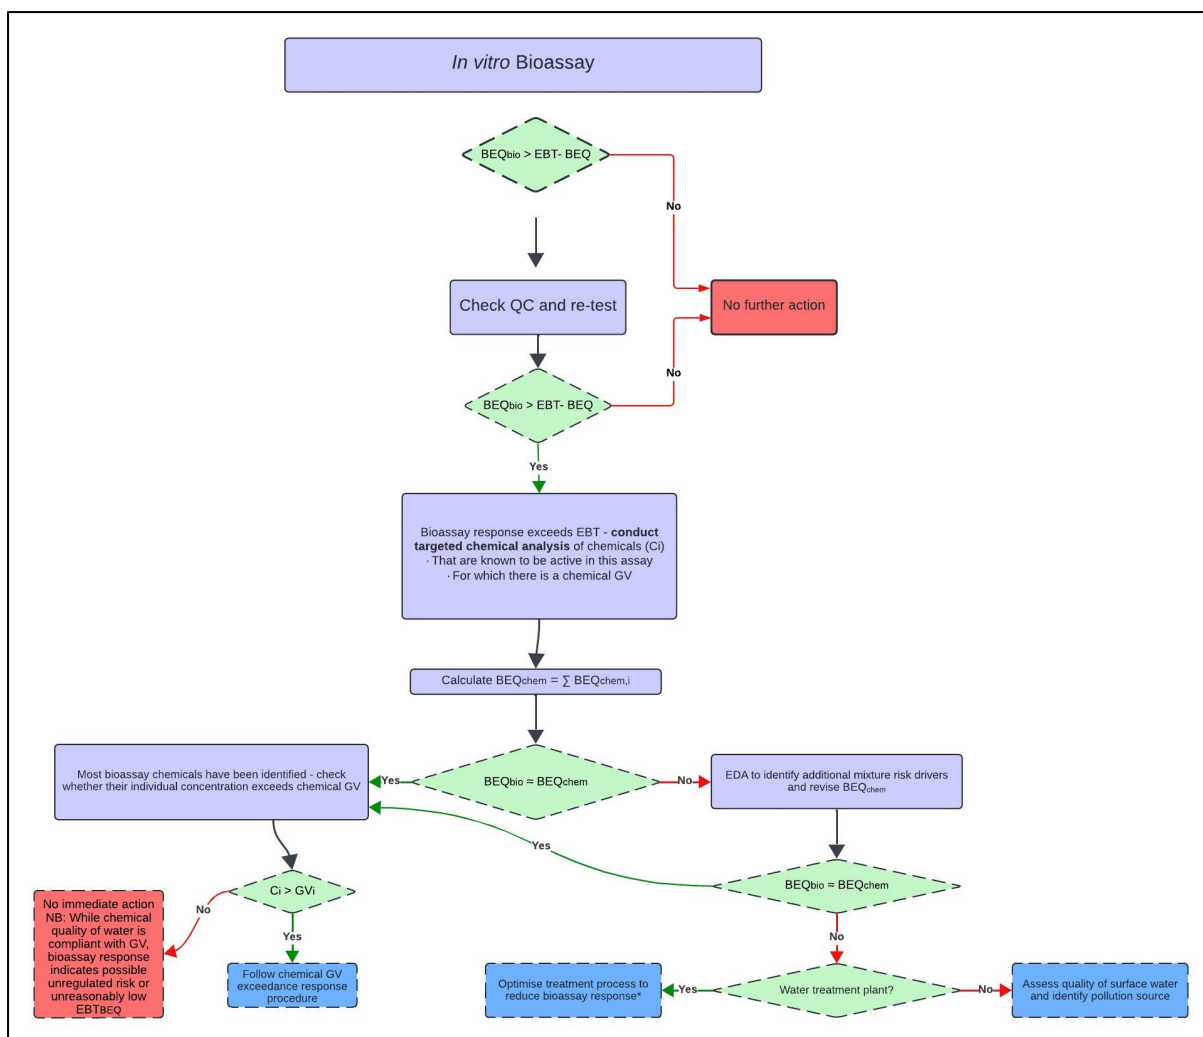 In vitro Bioassay
BEQbio > EBT- BEQ
No
Check QC and re-test
No further action
No
BEQbio > EBT- BEQ
Yes
Bioassay response exceeds EBT - conduct
targeted chemical analysis of chemicals (Ci)
· That are known to be active in this assay
· For which there is a chemical GV
Calculate BEQchem = ∑ BEQchem,i
Most bioassay chemicals have been identified - check
whether their individual concentration exceeds chemical GV
Yes
BEQbio ≈ BEQchem
No
EDA to identify additional mixture risk drivers
and revise BEQchem
Yes
BEQbio ≈ BEQchem
Ci > GVi
No
No immediate action
NB: While chemical
quality of water is
compliant with GV,
bioassay response
indicates possible
unregulated risk or
unreasonably low
EBTBEQ
Yes
Follow chemical GV
exceedance response
procedure
No
Optimise treatment process to
reduce bioassay response*
Yes
Water treatment plant?
No
Assess quality of surface water
and identify pollution source